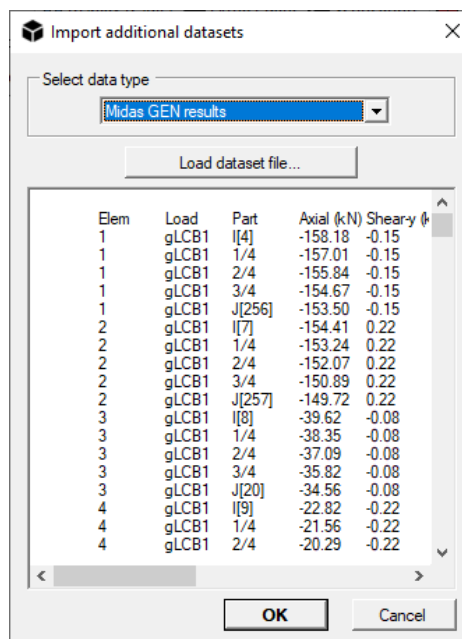 Import additional datasets
Select data type
Midas GEN results
Load dataset file...
Elem Load Part Axial (kN) Shear-y (k
1 gLCB1 I[4] -158.18 -0.15
1 gLCB1 1/4 -157.01 -0.15
1 gLCB1 2/4 -155.84 -0.15
1 gLCB1 3/4 -154.67 -0.15
1 gLCB1 J[256] -153.50 -0.15
2 gLCB1 I[7] -154.41 0.22
2 gLCB1 1/4 -153.24 0.22
2 gLCB1 2/4 -152.07 0.22
2 gLCB1 3/4 -150.89 0.22
2 gLCB1 J[257] -149.72 0.22
3 gLCB1 I[8] -39.62 -0.08
3 gLCB1 1/4 -38.35 -0.08
3 gLCB1 2/4 -37.09 -0.08
3 gLCB1 3/4 -35.82 -0.08
3 gLCB1 J[20] -34.56 -0.08
4 gLCB1 I[9] -22.82 -0.22
4 gLCB1 1/4 -21.56 -0.22
4 gLCB1 2/4 -20.29 -0.22
OK Cancel